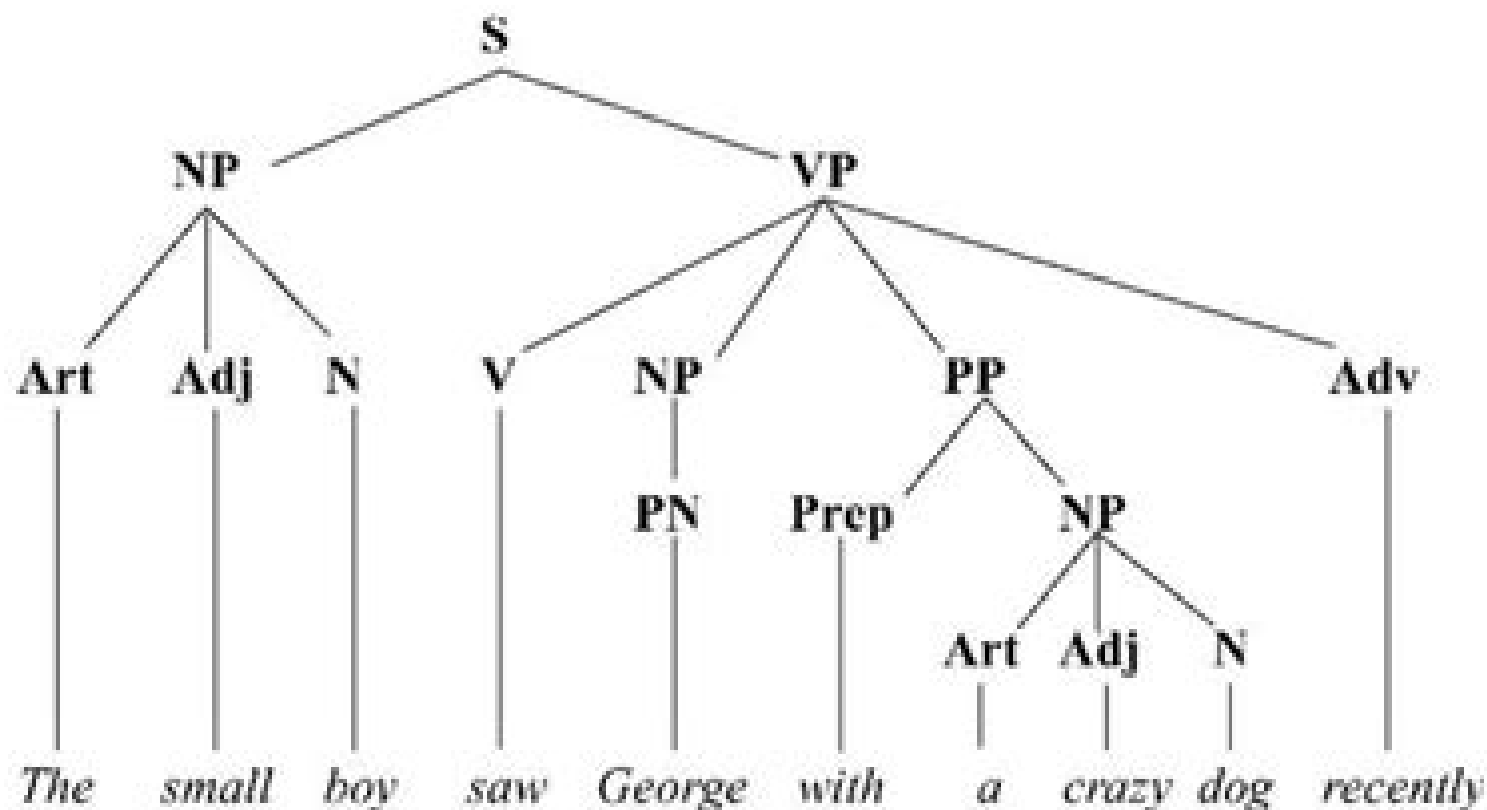 S
NP VP
Art Adj N V NP PP Adv
PN Prep NP
Art Adj N
The small boy saw George with a crazy dog recently